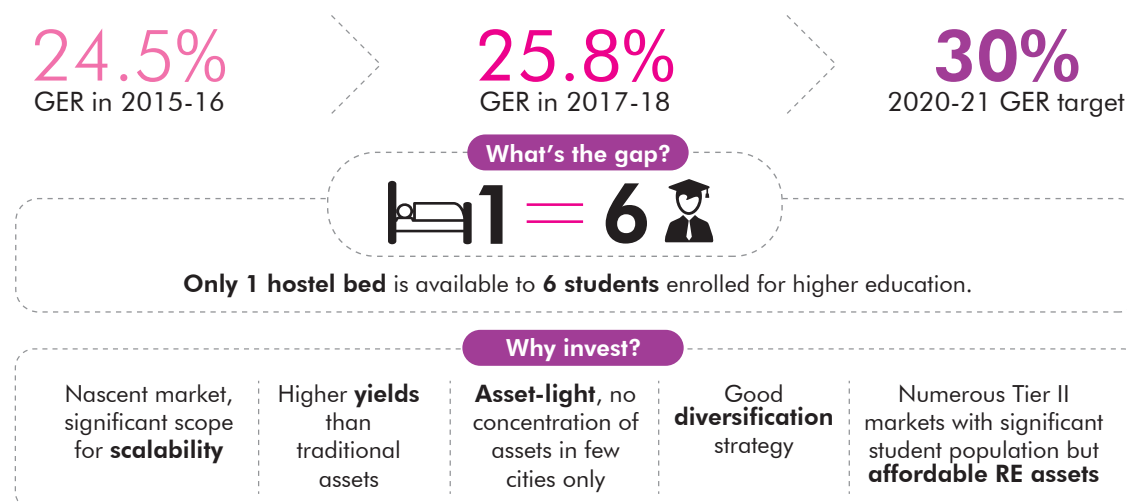 24.5%
GER in 2015-16
25.8%
GER in 2017-18
30%
2020-21 GER target
What's the gap?
1 = 6
Only 1 hostel bed is available to 6 students enrolled for higher education.
Why invest?
Nascent market,
significant scope
for scalability
Higher yields
than
traditional
assets
Asset-light, no
concentration of
assets in few
cities only
Good
diversification
strategy
Numerous Tier II
markets with significant
student population but
affordable RE assets